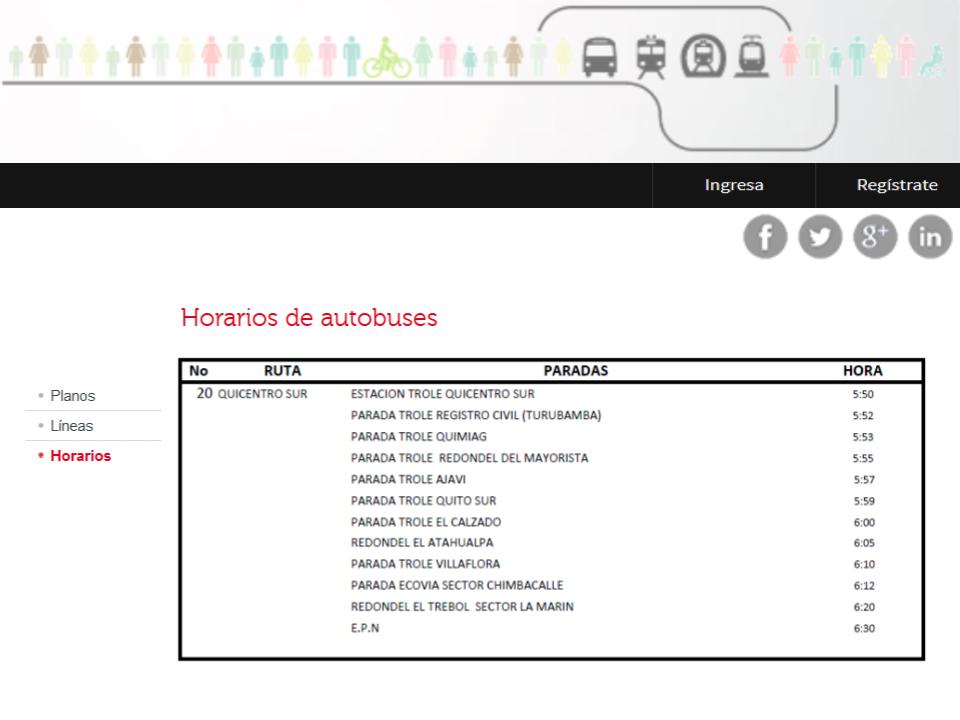 Ingresa Regístrate
f g+ in
Horarios de autobuses
Planos
Líneas
Horarios
No RUTA PARADAS HORA
20 QUICENTRO SUR ESTACION TROLE QUICENTRO SUR 5:50
PARADA TROLE REGISTRO CIVIL (TURUBAMBA) 5:52
PARADA TROLE QUIMIAG 5:53
PARADA TROLE REDONDEL DEL MAYORISTA 5:55
PARADA TROLE AJAVI 5:57
PARADA TROLE QUITO SUR 5:59
PARADA TROLE EL CALZADO 6:00
REDONDEL EL ATAHUALPA 6:05
PARADA TROLE VILLAFLORA 6:10
PARADA ECOVIA SECTOR CHIMBACALLE 6:12
REDONDEL EL TREBOL SECTOR LA MARIN 6:20
E.P.N 6:30